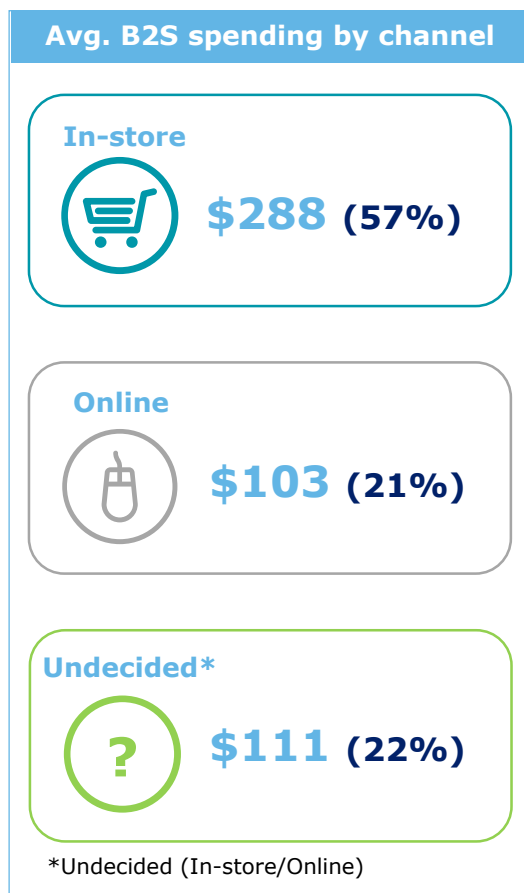 Avg. B2S spending by channel
In-store
$288 (57%)
Online
$103 (21%)
Undecided*
?
$111 (22%)
*Undecided (In-store/Online)